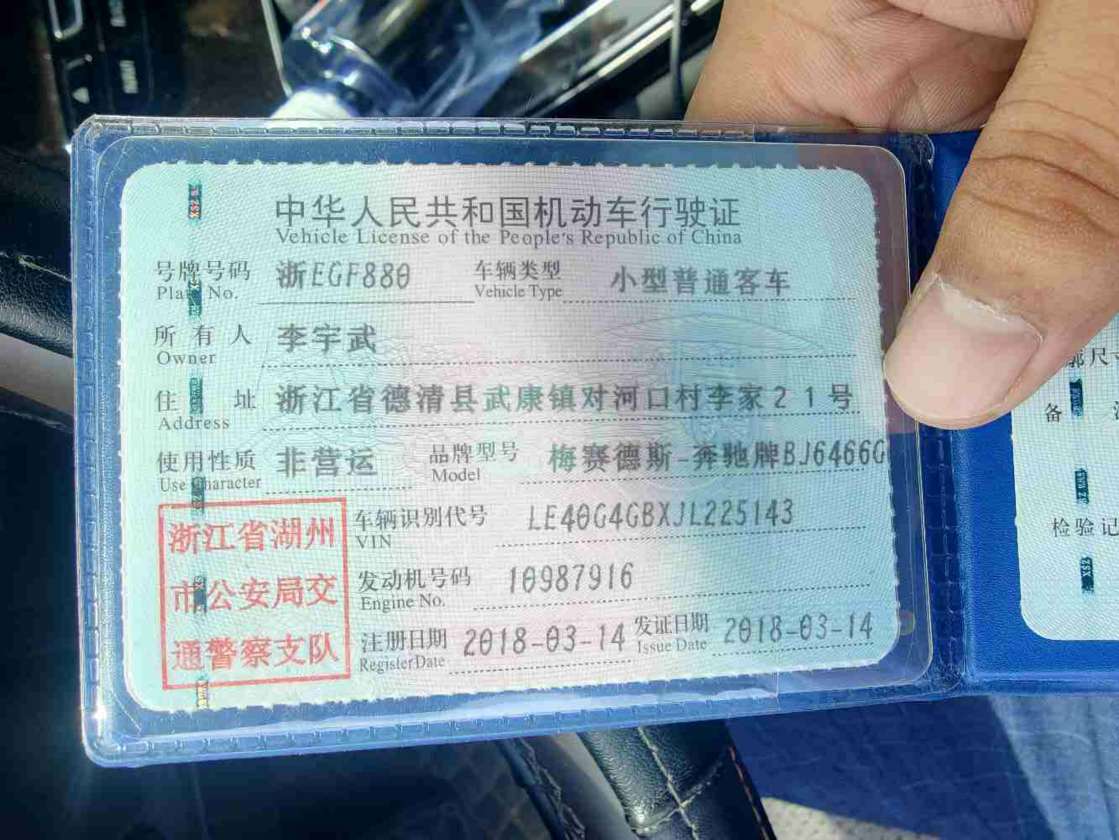 中华人民共和国机动车行驶证
Vehicle License of the People's Republic of China
号牌号码 浙EGF880 车辆类型 小型普通客车
Plate No. Vehicle Type
所有人 李宇武
Owner
住址 浙江省德清县武康镇对河口村李家21号
Address
使用性质 非营运 品牌型号 梅赛德斯-奔驰牌BJ6466G
Use Character Model
浙江省湖州
市公安局交
通警察支队
车辆识别代号 LE40G4GBXJL225143
VIN
发动机号码 10987916
Engine No.
注册日期 2018-03-14 发证日期 2018-03-14
Register Date Issue Date
廓尺
备
检验记